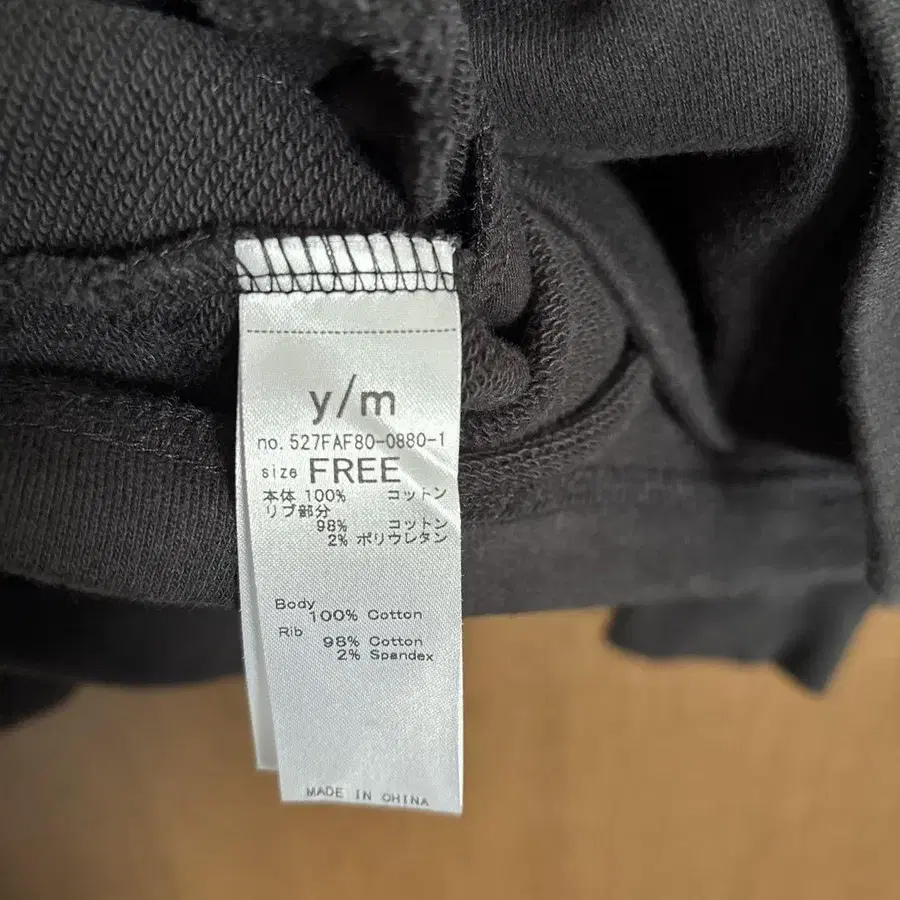 y/m
no. 527FAF80-0880-1
size FREE
本体 100% コットン
リブ部分
98% コットン
2% ポリウレタン
Body
100% Cotton
Rib
98% Cotton
2% Spandex
MADE IN CHINA